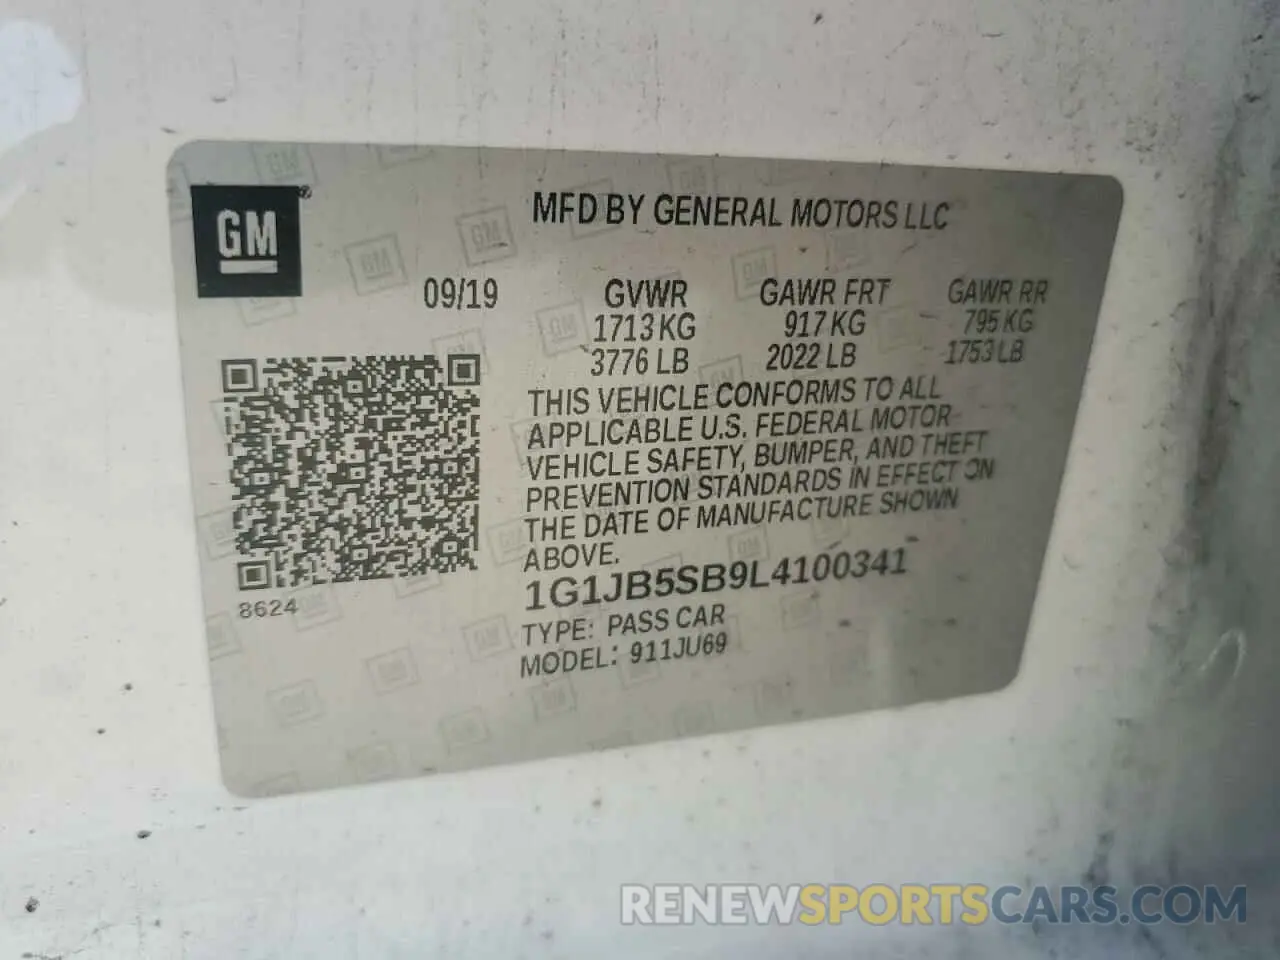 GM®
MFD BY GENERAL MOTORS LLC
09/19 GVWR GAWR FRT GAWR RR
1713 KG 917 KG 795 KG
3776 LB 2022 LB 1753 LB
THIS VEHICLE CONFORMS TO ALL
APPLICABLE U.S. FEDERAL MOTOR
VEHICLE SAFETY, BUMPER, AND THEFT
PREVENTION STANDARDS IN EFFECT ON
THE DATE OF MANUFACTURE SHOWN
ABOVE.
1G1JB5SB9L4100341
8624
TYPE: PASS CAR
MODEL: 911JU69
RENEWSPORTSCARS.COM